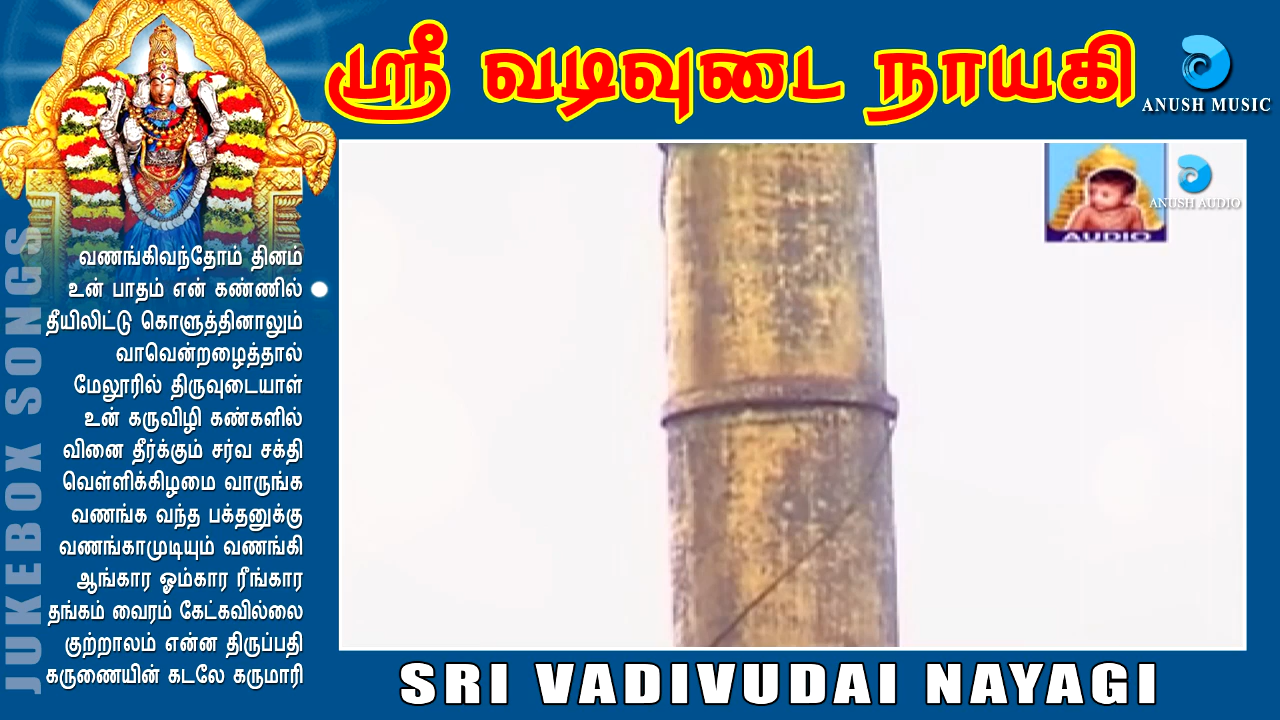 ஸ்ரீ வடிவுடை நாயகி
ANUSH MUSIC
AUDIO
ANUSH AUDIO
JUKEBOX SONGS
வணங்கிவந்தோம் தினம்
உன் பாதம் என் கண்ணில்
தீயிலிட்டு கொளுத்தினாலும்
வாவென்றழைத்தால்
மேலூரில் திருவுடையாள்
உன் கருவிழி கண்களில்
வினை தீர்க்கும் சர்வ சக்தி
வெள்ளிக்கிழமை வாருங்க
வணங்க வந்த பக்தனுக்கு
வணங்காமுடியும் வணங்கி
ஆங்கார ஓம்கார ரீங்கார
தங்கம் வைரம் கேட்கவில்லை
குற்றாலம் என்ன திருப்பதி
கருணையின் கடலே கருமாரி
SRI VADIVUDAI NAYAGI